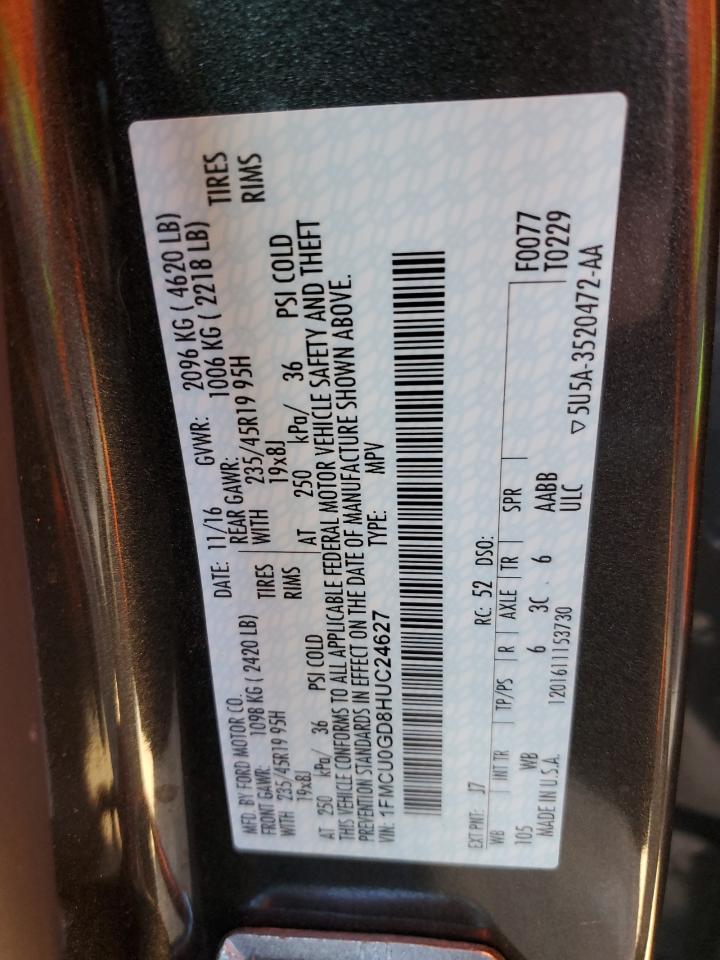 MFD. BY FORD MOTOR CO.
DATE: 11/16 GVWR: 2096 KG ( 4620 LB)
FRONT GAWR: 1098 KG ( 2420 LB) REAR GAWR: 1006 KG ( 2218 LB)
WITH 235/45R19 95H TIRES WITH 235/45R19 95H TIRES
19x8J RIMS 19x8J RIMS
AT 250 kPa/ 36 PSI COLD AT 250 kPa/ 36 PSI COLD
THIS VEHICLE CONFORMS TO ALL APPLICABLE FEDERAL MOTOR VEHICLE SAFETY AND THEFT
PREVENTION STANDARDS IN EFFECT ON THE DATE OF MANUFACTURE SHOWN ABOVE.
VIN: 1FMCU0GD8HUC24627 TYPE: MPV
EXT PNT: J7 RC: 52 DSO:
WB INT TR TP/PS R AXLE TR SPR F0077
105 WB 6 3C . 6 AABB T0229
MADE IN U.S.A. 1201611153730 ULC
▽5U5A-3520472-AA